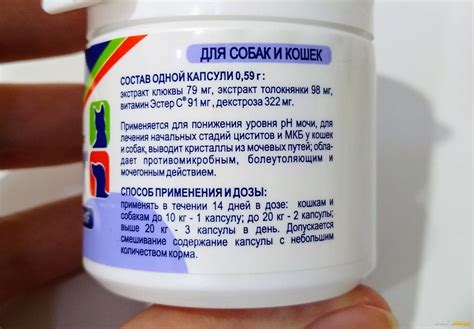 ДЛЯ СОБАК И КОШЕК
СОСТАВ ОДНОЙ КАПСУЛИ 0,59 г:
экстракт клюквы 79 мг, экстракт толокнянки 98 мг,
витамин Эстер С® 91 мг, декстроза 322 мг.
Применяется для понижения уровня pH мочи, для
лечения начальных стадий циститов и МКБ у кошек
и собак, выводит кристаллы из мочевых путей; обла-
дает противомикробным, болеутоляющим и
мочегонным действием.
СПОСОБ ПРИМЕНЕНИЯ И ДОЗЫ:
применять в течении 14 дней в дозе: кошкам и
собакам до 10 кг - 1 капсулу; до 20 кг - 2 капсулы;
выше 20 кг - 3 капсулы в день. Допускается
смешивание содержание капсулы с небольшим
количеством корма.